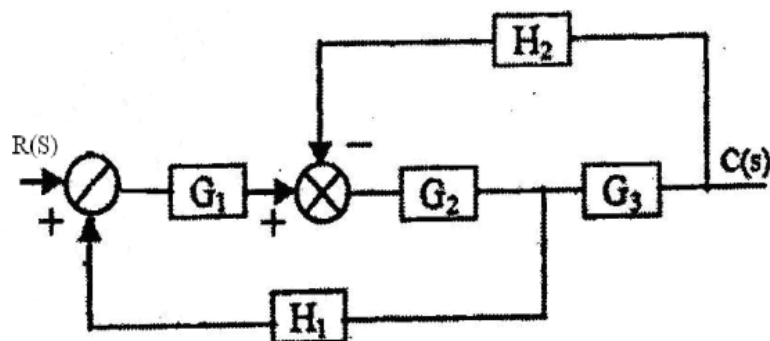 H₂
−
R(S)
G₁
G₂
G₃
C(s)
+
+
H₁